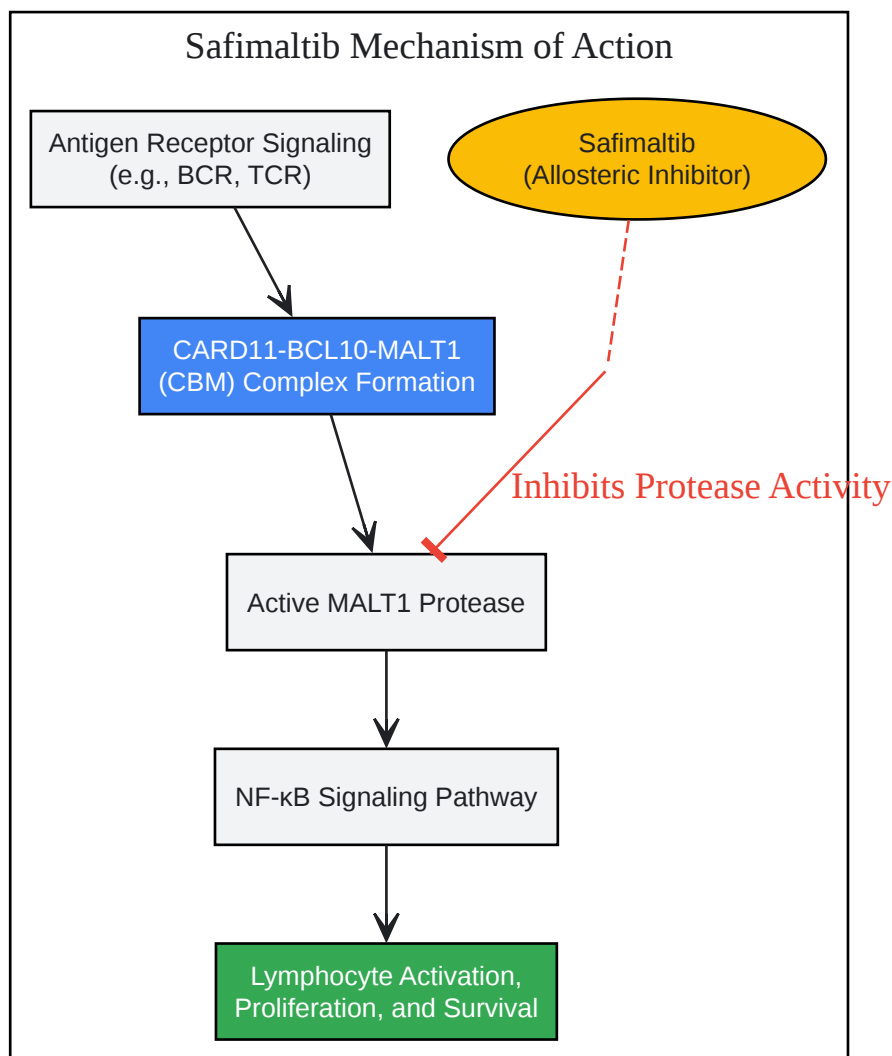 Safimaltib Mechanism of Action
Antigen Receptor Signaling
(e.g., BCR, TCR)
Safimaltib
(Allosteric Inhibitor)
CARD11-BCL10-MALT1
(CBM) Complex Formation
Inhibits Protease Activity
Active MALT1 Protease
NF-κB Signaling Pathway
Lymphocyte Activation,
Proliferation, and Survival